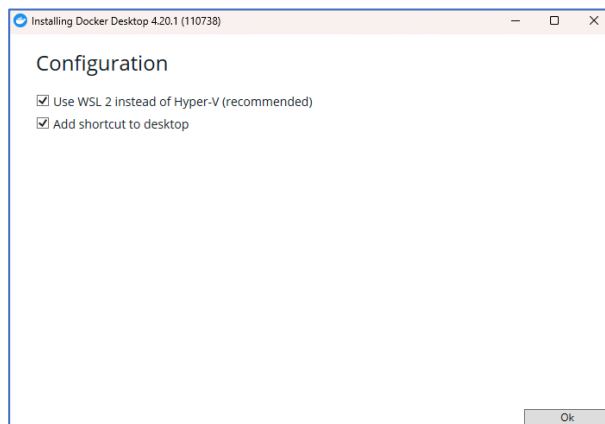 Installing Docker Desktop 4.20.1 (110738)
Configuration
Use WSL 2 instead of Hyper-V (recommended)
Add shortcut to desktop
Ok